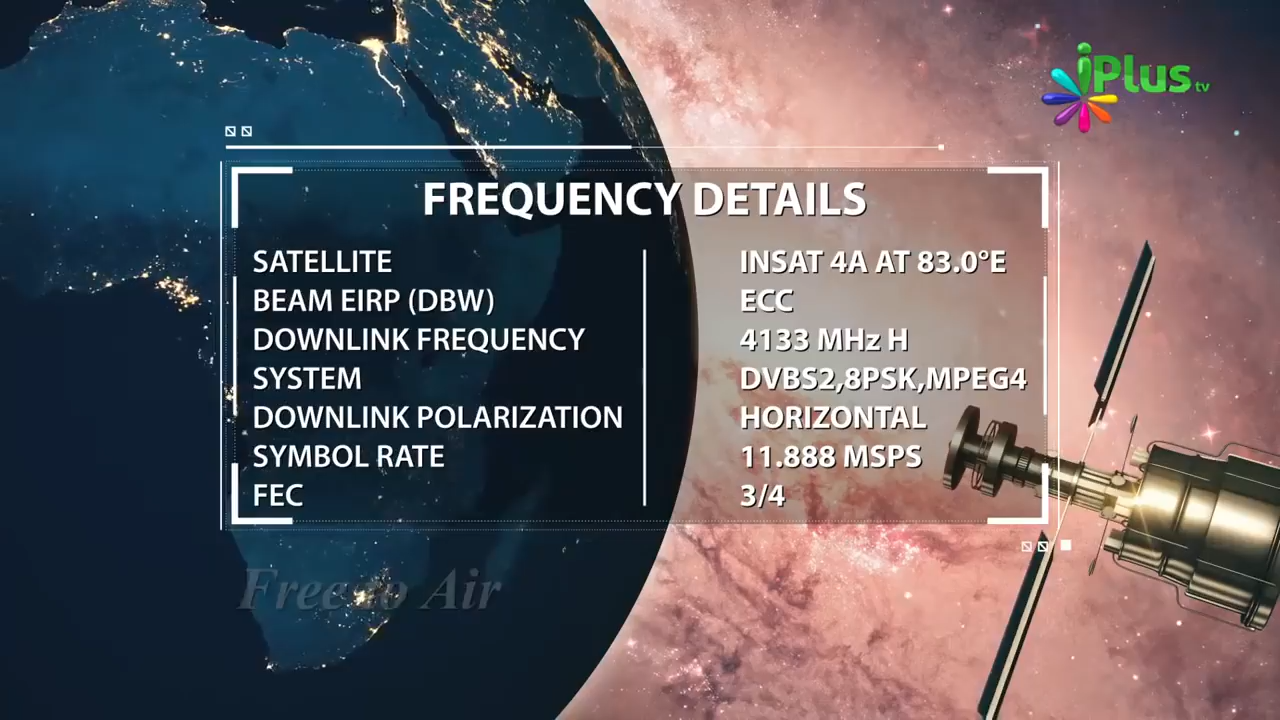 iPlus tv
FREQUENCY DETAILS
SATELLITE INSAT 4A AT 83.0°E
BEAM EIRP (DBW) ECC
DOWNLINK FREQUENCY 4133 MHz H
SYSTEM DVBS2,8PSK,MPEG4
DOWNLINK POLARIZATION HORIZONTAL
SYMBOL RATE 11.888 MSPS
FEC 3/4
Free to Air